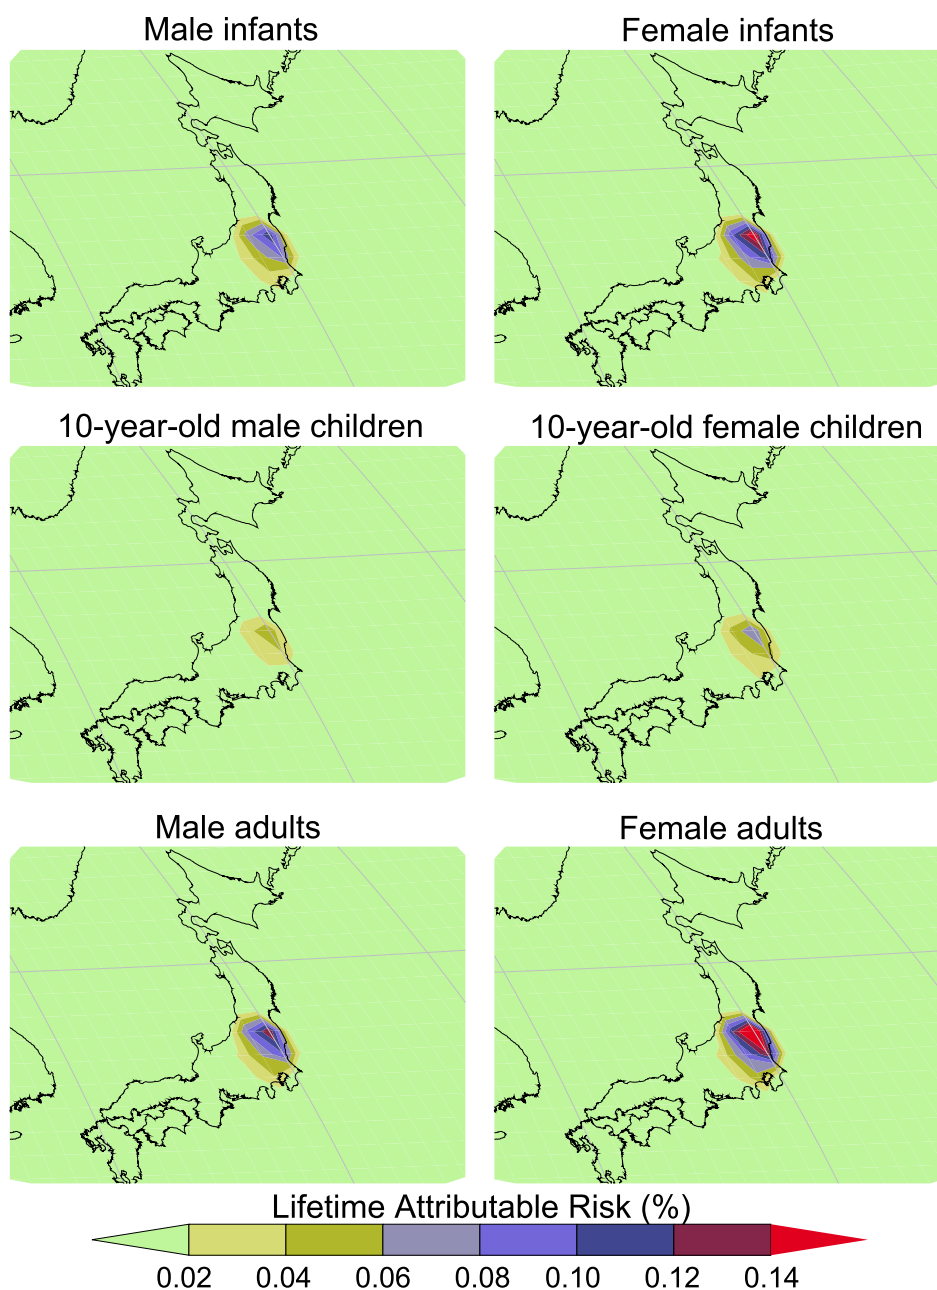 Male infants
Female infants
10-year-old male children
10-year-old female children
Male adults
Female adults
Lifetime Attributable Risk (%)
0.02 0.04 0.06 0.08 0.10 0.12 0.14